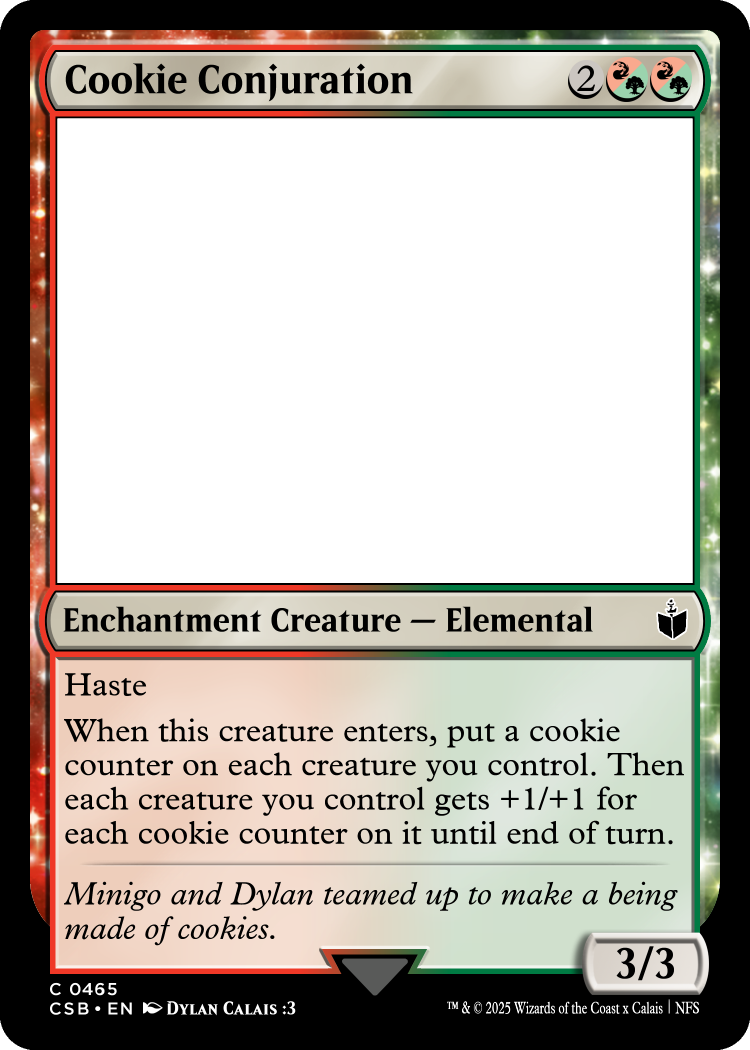 Cookie Conjuration 2
Enchantment Creature — Elemental
Haste
When this creature enters, put a cookie
counter on each creature you control. Then
each creature you control gets +1/+1 for
each cookie counter on it until end of turn.
Minigo and Dylan teamed up to make a being
made of cookies.
3/3
C 0465
CSB • EN Dylan Calais :3
™ & © 2025 Wizards of the Coast x Calais | NFS